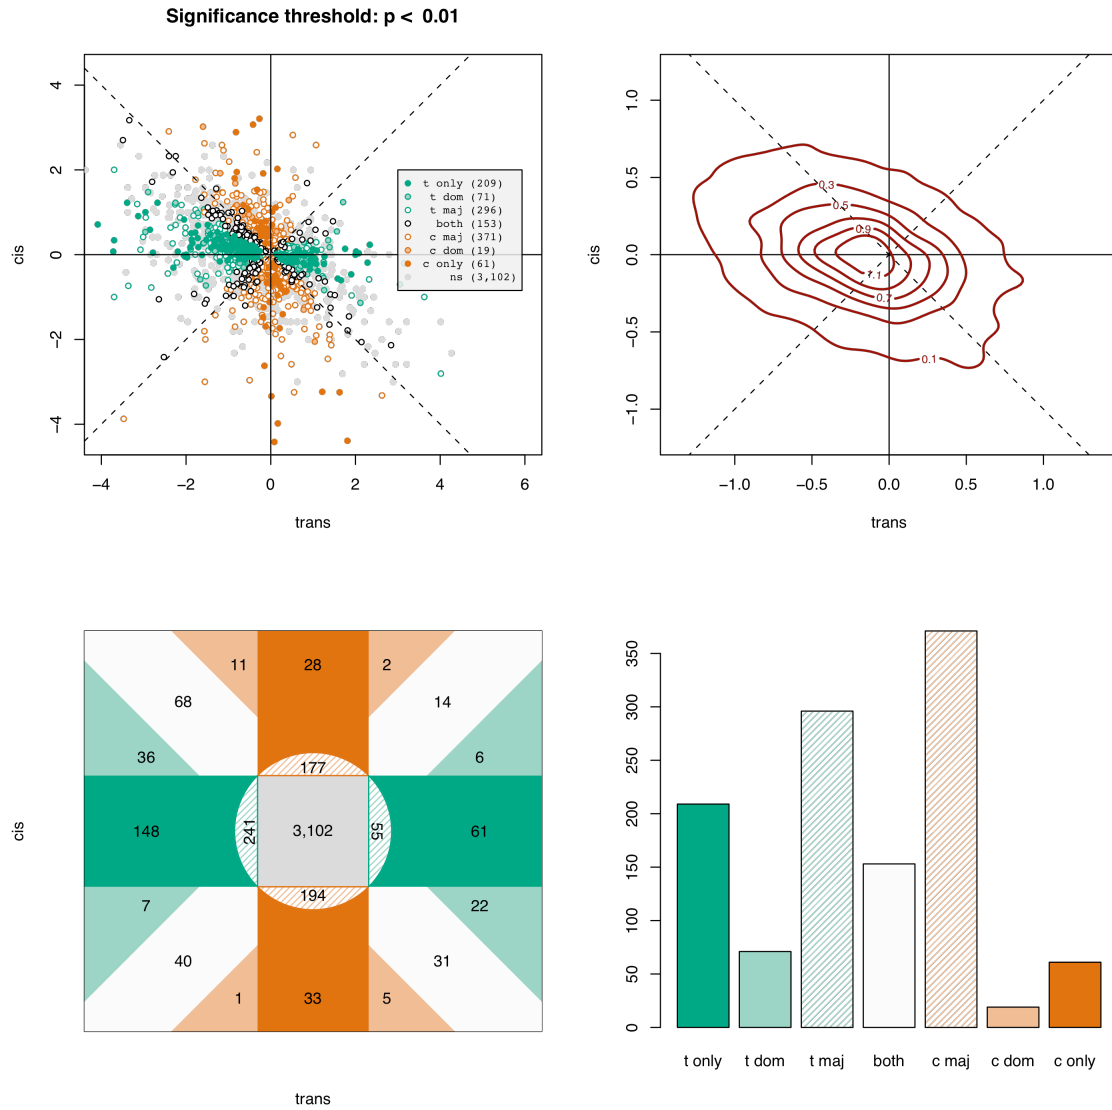 Significance threshold: p < 0.01
cis
4
2
0
−2
−4
−4
−2
0
2
4
6
trans
t only (209)
t dom (71)
t maj (296)
both (153)
c maj (371)
c dom (19)
c only (61)
ns (3,102)
cis
1.0
0.5
0.0
−0.5
−1.0
−1.0
−0.5
0.0
0.5
1.0
trans
0.3
0.5
0.9
1.1
0.7
0.1
cis
11
28
2
68
14
36
6
177
148
241
3,102
55
61
194
7
22
40
31
1
33
5
trans
350
300
250
200
150
100
50
0
t only
t dom
t maj
both
c maj
c dom
c only